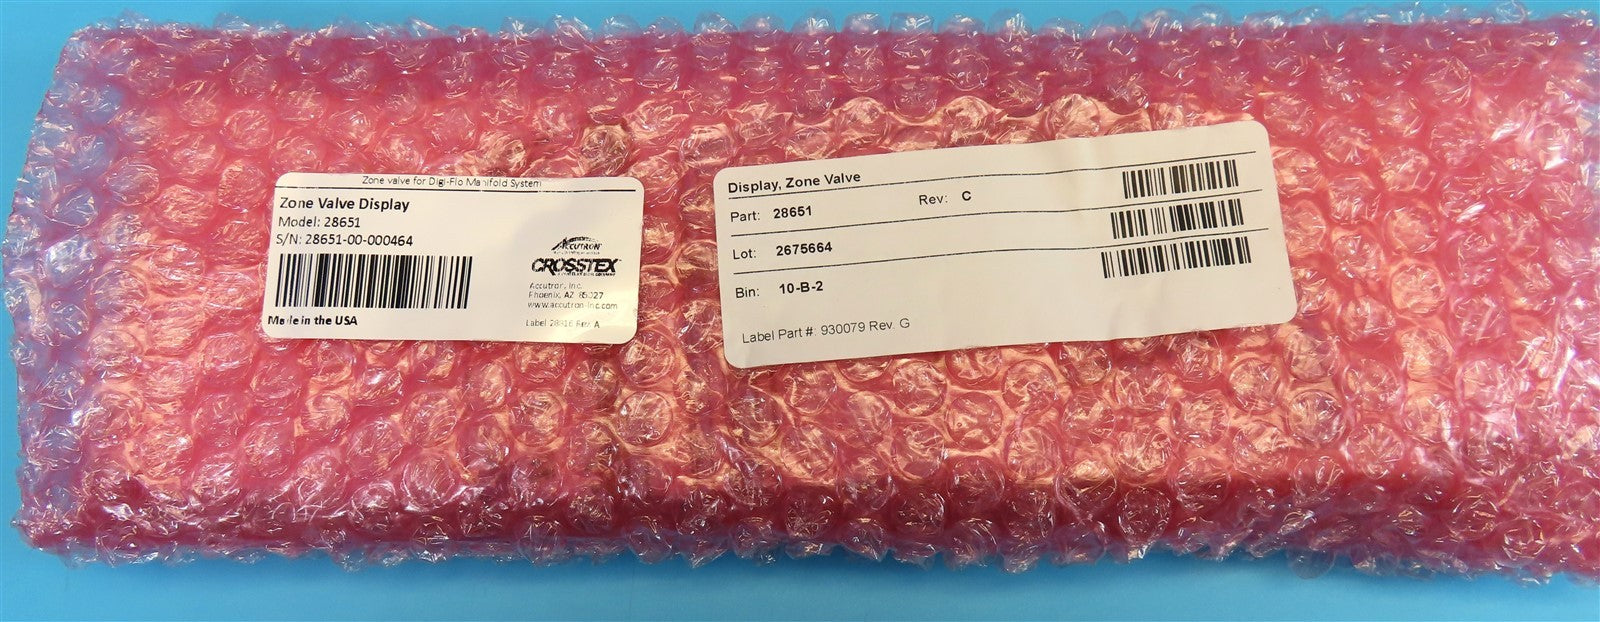 Zone valve for Digi-Flo Manifold System
Zone Valve Display
Model: 28651
S/N: 28651-00-000464
ACCUTRON
CROSSTEX
Accutron, Inc.
Phoenix, AZ 85027
www.accutron-inc.com
Made in the USA
Label 28816 Rev. A
Display, Zone Valve
Part: 28651 Rev: C
Lot: 2675664
Bin: 10-B-2
Label Part #: 930079 Rev. G